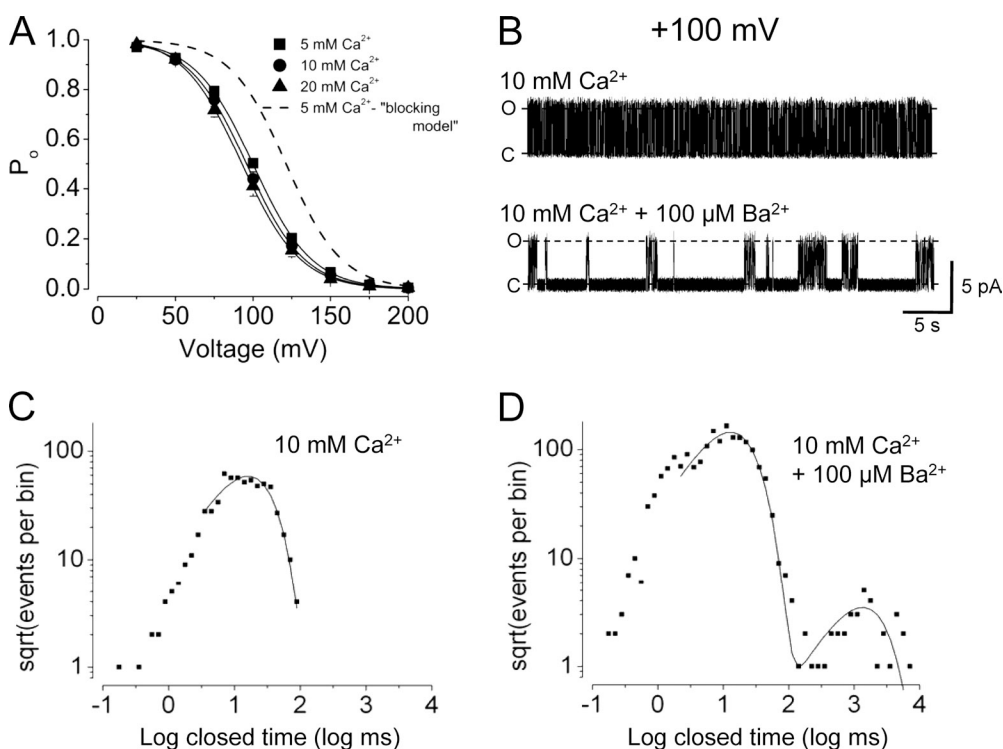 A
1.0
0.8
0.6
0.4
0.2
0.0
0
50
100
150
200
Voltage (mV)
Pₒ
5 mM Ca²⁺
10 mM Ca²⁺
20 mM Ca²⁺
5 mM Ca²⁺- "blocking
model"
B
+100 mV
10 mM Ca²⁺
O
C
10 mM Ca²⁺ + 100 µM Ba²⁺
O
C
5 pA
5 s
C
10 mM Ca²⁺
sqrt(events per bin)
100
10
1
-1
0
1
2
3
4
Log closed time (log ms)
D
10 mM Ca²⁺
+ 100 µM Ba²⁺
sqrt(events per bin)
100
10
1
-1
0
1
2
3
4
Log closed time (log ms)